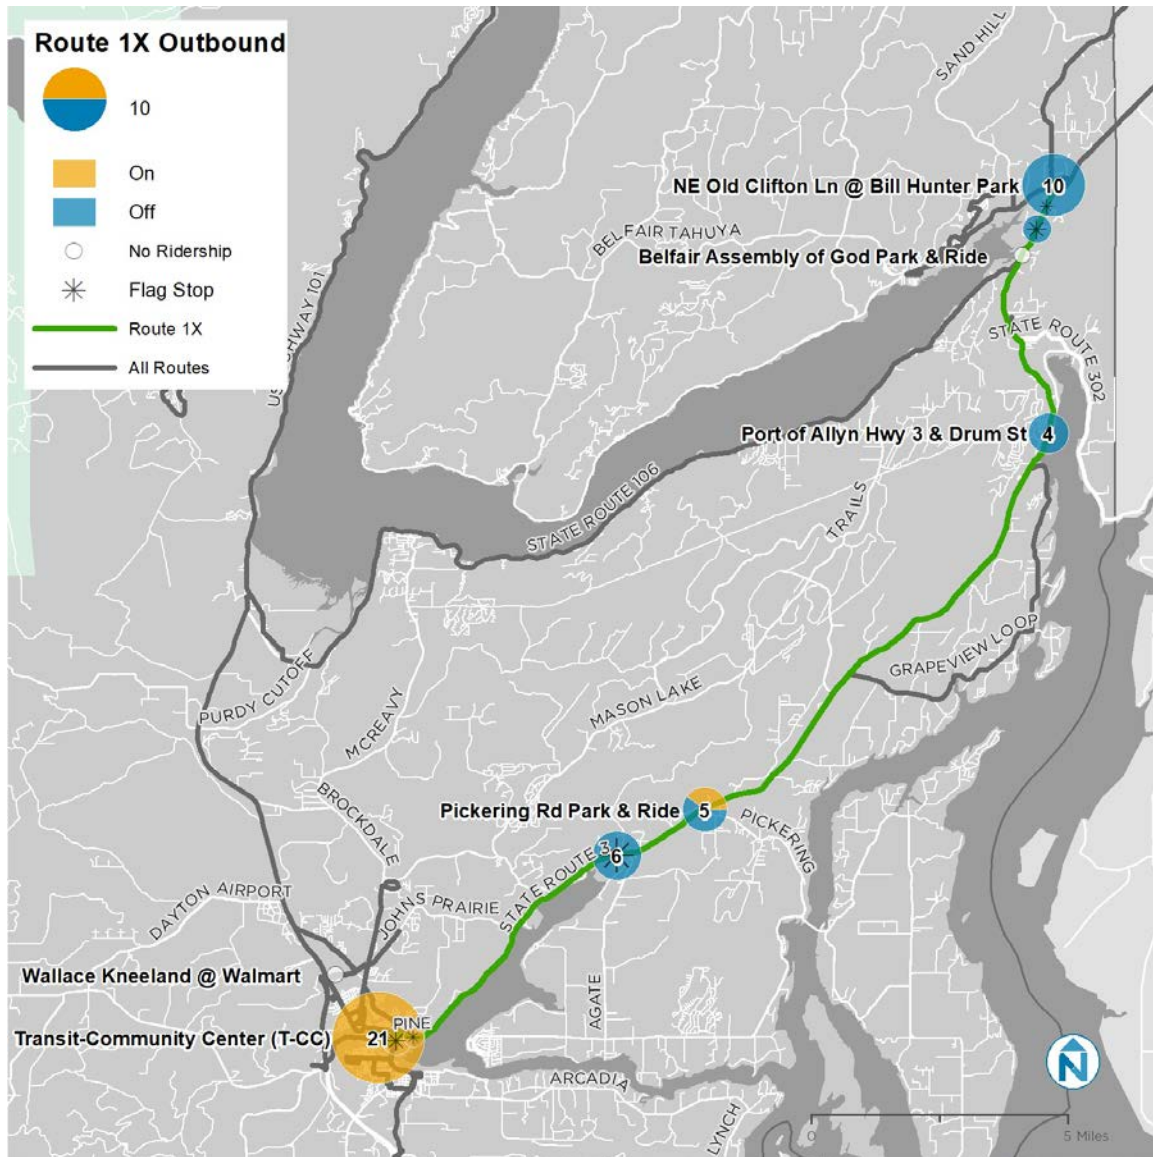 Route 1X Outbound
10
On
Off
No Ridership
Flag Stop
Route 1X
All Routes
SAND HILL
NE Old Clifton Ln @ Bill Hunter Park
10
BELFAIR TAHUYA
Belfair Assembly of God Park & Ride
US HIGHWAY 101
STATE ROUTE 302
Port of Allyn Hwy 3 & Drum St
4
STATE ROUTE 106
TRAILS
GRAPEVIEW LOOP
PURDY CUTOFF
MCREAVY
MASON LAKE
BROCKDALE
Pickering Rd Park & Ride
5
PICKERING
6
STATE ROUTE 3
DAYTON AIRPORT
JOHNS PRAIRIE
Wallace Kneeland @ Walmart
AGATE
Transit-Community Center (T-CC)
21
PINE
ARCADIA
LYNCH
N
0
5 Miles